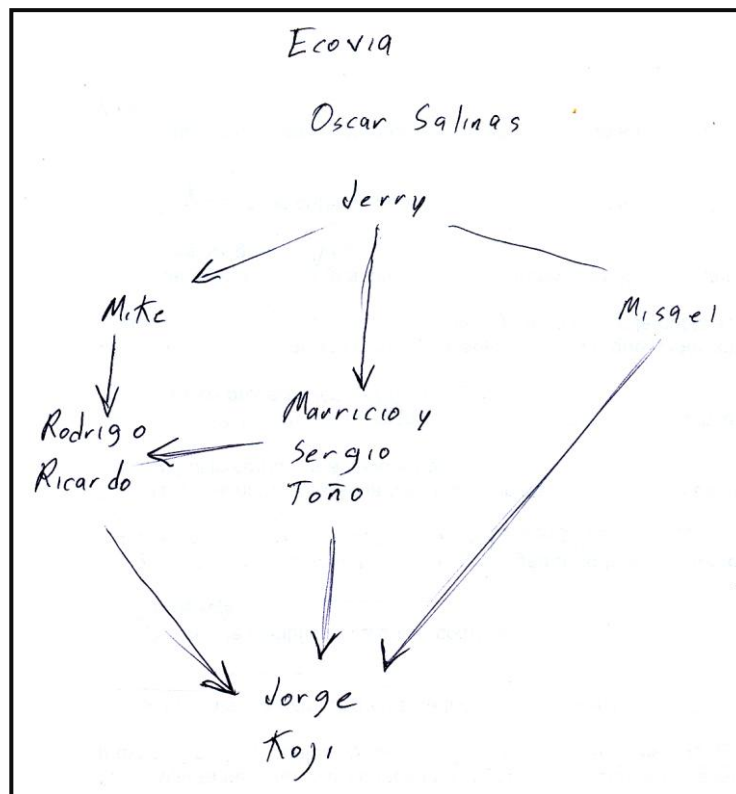 Ecovia
Oscar Salinas
Jerry
Mike
Misael
Rodrigo
Ricardo
Mauricio y
Sergio
Toño
Jorge
Koji